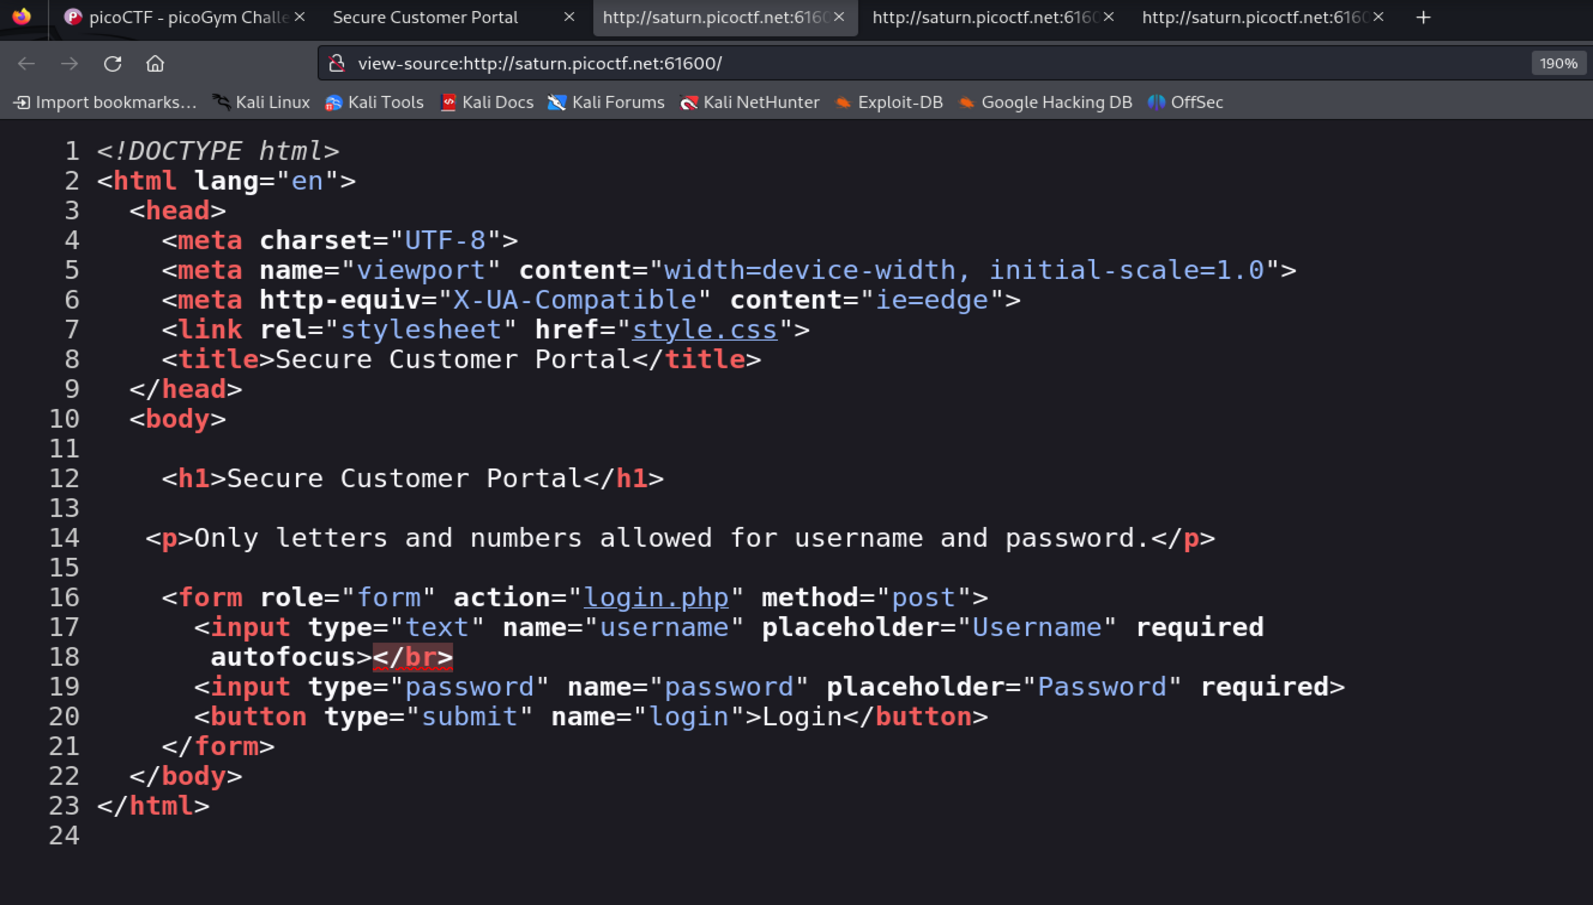 picoCTF - picoGym Challe
Secure Customer Portal
http://saturn.picoctf.net:6160
http://saturn.picoctf.net:6160
http://saturn.picoctf.net:6160
view-source:http://saturn.picoctf.net:61600/
190%
Import bookmarks... Kali Linux Kali Tools Kali Docs Kali Forums Kali NetHunter Exploit-DB Google Hacking DB OffSec
1 <!DOCTYPE html>
2 <html lang="en">
3 <head>
4 <meta charset="UTF-8">
5 <meta name="viewport" content="width=device-width, initial-scale=1.0">
6 <meta http-equiv="X-UA-Compatible" content="ie=edge">
7 <link rel="stylesheet" href="style.css">
8 <title>Secure Customer Portal</title>
9 </head>
10 <body>
11
12 <h1>Secure Customer Portal</h1>
13
14 <p>Only letters and numbers allowed for username and password.</p>
15
16 <form role="form" action="login.php" method="post">
17 <input type="text" name="username" placeholder="Username" required
18 autofocus></br>
19 <input type="password" name="password" placeholder="Password" required>
20 <button type="submit" name="login">Login</button>
21 </form>
22 </body>
23 </html>
24